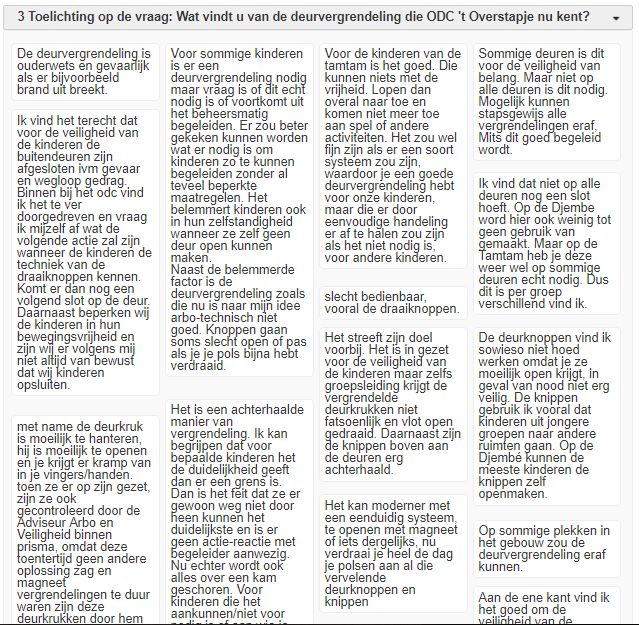 3 Toelichting op de vraag: Wat vindt u van de deurvergrendeling die ODC 't Overstapje nu kent?
De deurvergrendeling is
ouderwets en gevaarlijk
als er bijvoorbeeld
brand uit breekt.
Ik vind het terecht dat
voor de veiligheid van
de kinderen de
buitendeuren zijn
afgesloten ivm gevaar
en wegloop gedrag.
Binnen bij het odc vind
ik het te ver
doorgedreven en vraag
ik mijzelf af wat de
volgende actie zal zijn
wanneer de kinderen de
techniek van de
draaiknoppen kennen.
Komt er dan nog een
volgend slot op de deur.
Daarnaast beperken wij
de kinderen in hun
bewegingsvrijheid en
zijn wij er volgens mij
niet altijd van bewust
dat wij kinderen
opsluiten.
met name de deurkruk
is moeilijk te hanteren,
hij is moeilijk te openen
en je krijgt er kramp van
in je vingers/handen.
toen ze er op zijn gezet,
zijn ze ook
gecontroleerd door de
Adviseur Arbo en
Veiligheid binnen
prisma, omdat deze
toentertijd geen andere
oplossing zag en
magneet
vergrendelingen te duur
waren zijn deze
deurkrukken door hem
Voor sommige kinderen
is er een
deurvergrendeling nodig
maar vraag is of dit echt
nodig is of voortkomt uit
het beheersmatig
begeleiden. Er zou beter
gekeken kunnen worden
wat er nodig is om
kinderen zo te kunnen
begeleiden zonder al
teveel beperkte
maatregelen. Het
belemmert kinderen ook
in hun zelfstandigheid
wanneer ze zelf geen
deur open kunnen
maken.
Naast de belemmerde
factor is de
deurvergrendeling zoals
die nu is naar mijn idee
arbo-technisch niet
goed. Knoppen gaan
soms slecht open of pas
als je je pols bijna hebt
verdraaid.
Het is een achterhaalde
manier van
vergrendeling. Ik kan
begrijpen dat voor
bepaalde kinderen het
de duidelijkheid geeft
dan er een grens is.
Dan is het feit dat ze er
gewoon weg niet door
heen kunnen het
duidelijkste en is er
geen actie-reactie met
begeleider aanwezig.
Nu echter wordt ook
alles over een kam
geschoren. Voor
kinderen die het
aankunnen/niet voor
Voor de kinderen van de
tamtam is het goed. Die
kunnen niets met de
vrijheid. Lopen dan
overal naar toe en
komen niet meer toe
aan spel of andere
activiteiten. Het zou wel
fijn zijn als er een soort
systeem zou zijn,
waardoor je een goede
deurvergrendeling hebt
voor onze kinderen,
maar die er door
eenvoudige handeling
er af te halen zou zijn
als het niet nodig is,
voor andere kinderen.
slecht bedienbaar,
vooral de draaiknoppen.
Het streeft zijn doel
voorbij. Het is in gezet
voor de veiligheid van
de kinderen maar zelfs
groepsleiding krijgt de
vergrendelde
deurkrukken niet
fatsoenlijk en vlot open
gedraaid. Daarnaast zijn
de knippen boven aan
de deuren erg
achterhaald.
Het kan moderner met
een eenduidig systeem,
te openen met magneet
of iets dergelijks, nu
verdraai je heel de dag
je polsen aan al die
vervelende
deurknoppen en
knippen
Sommige deuren is dit
voor de veiligheid van
belang. Maar niet op
alle deuren is dit nodig.
Mogelijk kunnen
stapsgewijs alle
vergrendelingen eraf,
Mits dit goed begeleid
wordt.
Ik vind dat niet op alle
deuren nog een slot
hoeft. Op de Djembe
word hier ook weinig tot
geen gebruik van
gemaakt. Maar op de
Tamtam heb je deze
weer wel op sommige
deuren echt nodig. Dus
dit is per groep
verschillend vind ik.
De deurknoppen vind ik
sowieso niet hoed
werken omdat je ze
moeilijk open krijgt, in
geval van nood niet erg
veilig. De knippen
gebruik ik vooral dat
kinderen uit jongere
groepen naar andere
ruimten gaan. Op de
Djembé kunnen de
meeste kinderen de
knippen zelf
openmaken.
Op sommige plekken in
het gebouw zou de
deurvergrendeling eraf
kunnen.
Aan de ene kant vind ik
het goed om de
veiligheid van de